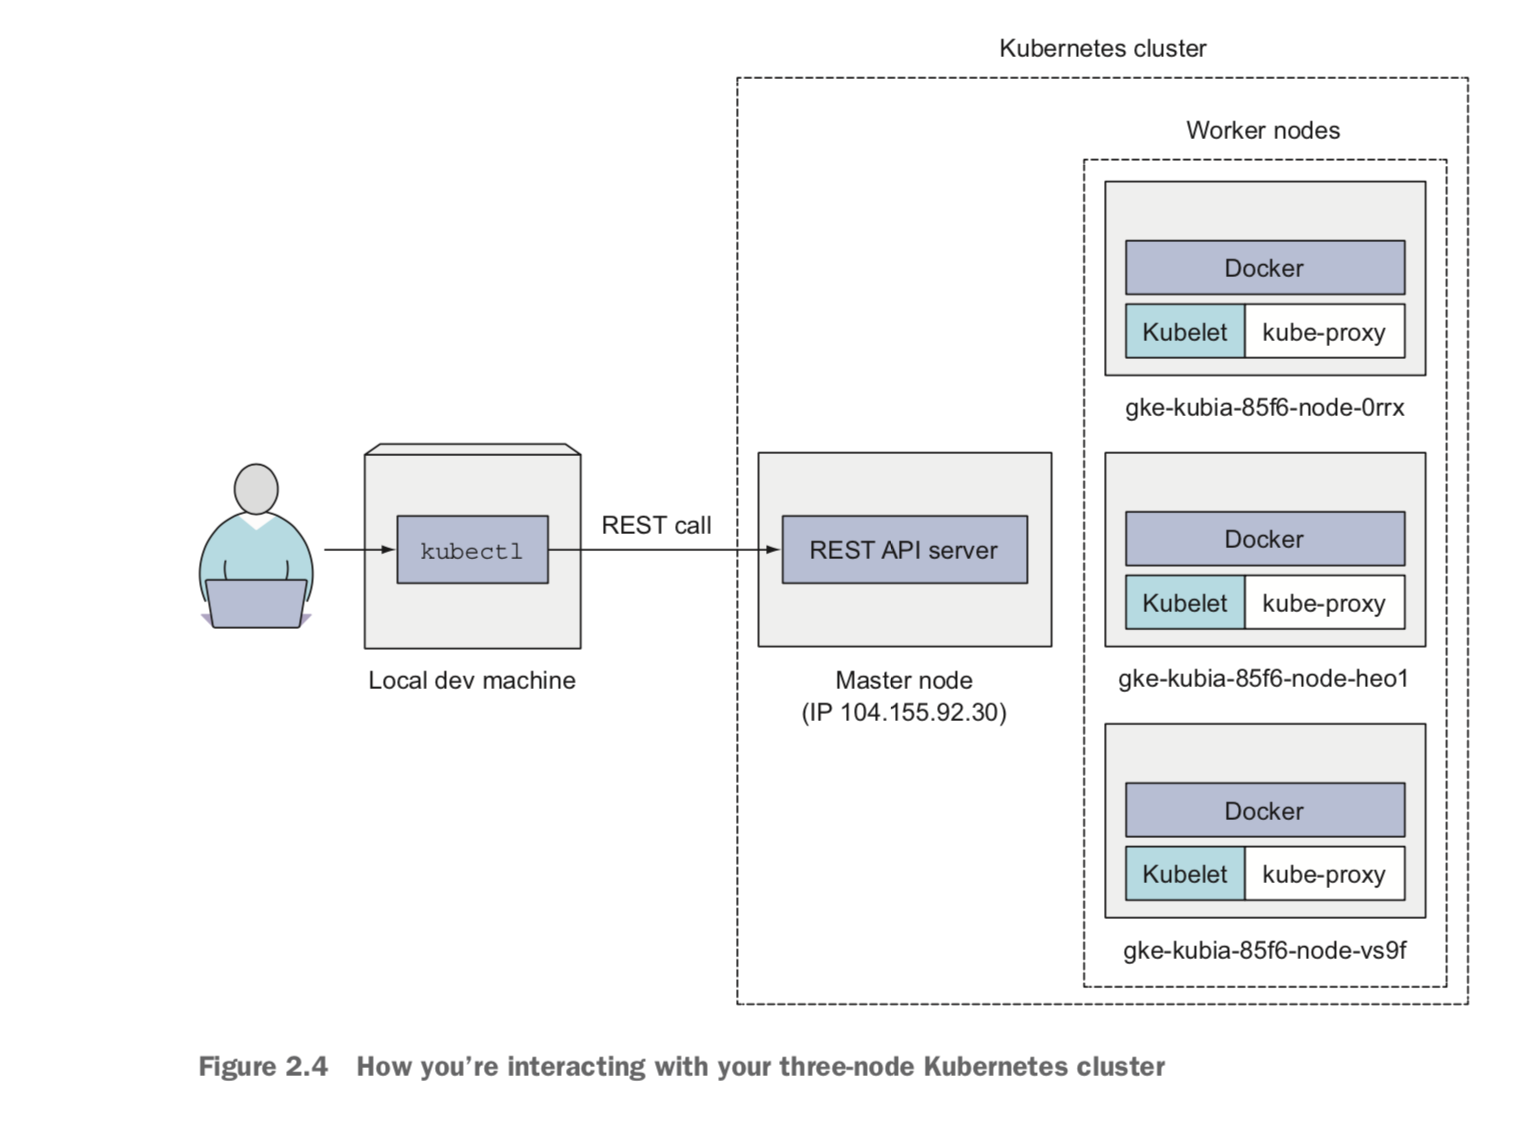 Kubernetes cluster
Worker nodes
Docker
Kubelet
kube-proxy
gke-kubia-85f6-node-0rrx
kubectl
REST call
REST API server
Local dev machine
Master node
(IP 104.155.92.30)
Docker
Kubelet
kube-proxy
gke-kubia-85f6-node-heo1
Docker
Kubelet
kube-proxy
gke-kubia-85f6-node-vs9f
Figure 2.4 How you’re interacting with your three-node Kubernetes cluster